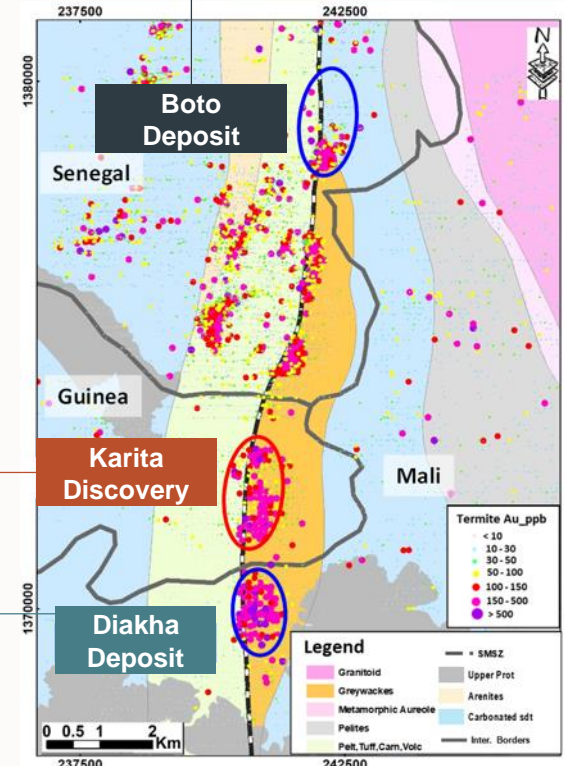 237500
242500
1380000
N
Boto
Deposit
Senegal
Guinea
Karita
Discovery
Mali
Termite Au_ppb
< 10
10 - 30
30 - 50
50 - 100
100 - 150
150 - 500
> 500
1370000
Diakha
Deposit
Legend
Granitoid
Greywackes
Metamorphic Aureole
Pelites
Pelt,Tuff,Carn,Volc
SMSZ
Upper Prot
Arenites
Carbonated sdt
Inter. Borders
0 0.5 1 2
Km
237500
242500